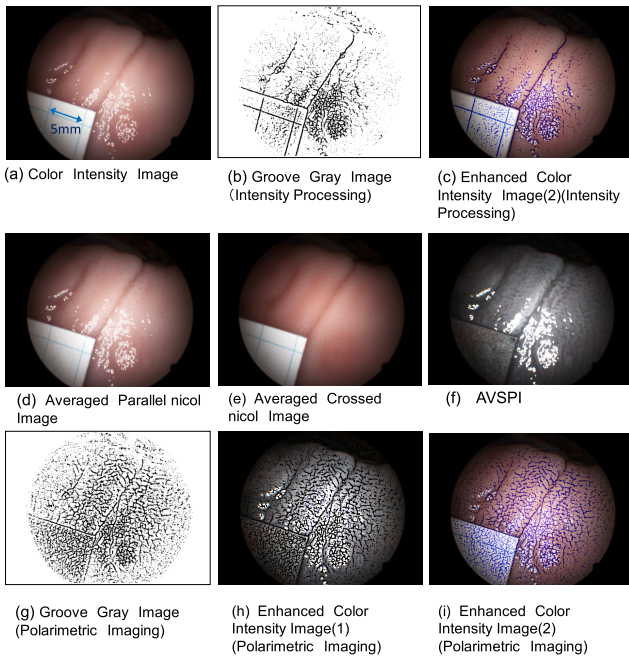 5mm
(a) Color Intensity Image
(b) Groove Gray Image
(Intensity Processing)
(c) Enhanced Color
Intensity Image(2)(Intensity
Processing)
(d) Averaged Parallel nicol
Image
(e) Averaged Crossed
nicol Image
(f) AVSPI
(g) Groove Gray Image
(Polarimetric Imaging)
(h) Enhanced Color
Intensity Image(1)
(Polarimetric Imaging)
(i) Enhanced Color
Intensity Image(2)
(Polarimetric Imaging)